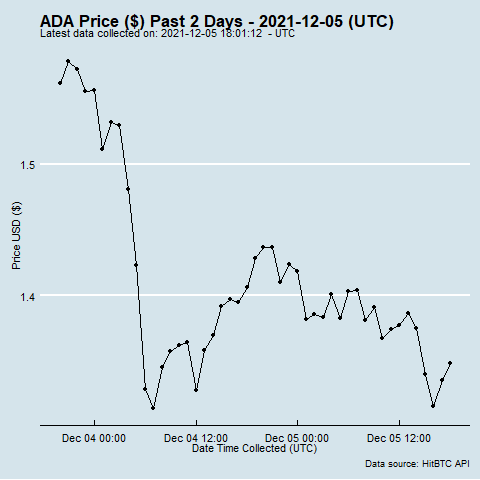 ADA Price ($) Past 2 Days - 2021-12-05 (UTC)
Latest data collected on: 2021-12-05 18:01:12 - UTC
1.5
Price USD ($)
1.4
Dec 04 00:00 Dec 04 12:00 Dec 05 00:00 Dec 05 12:00
Date Time Collected (UTC)
Data source: HitBTC API